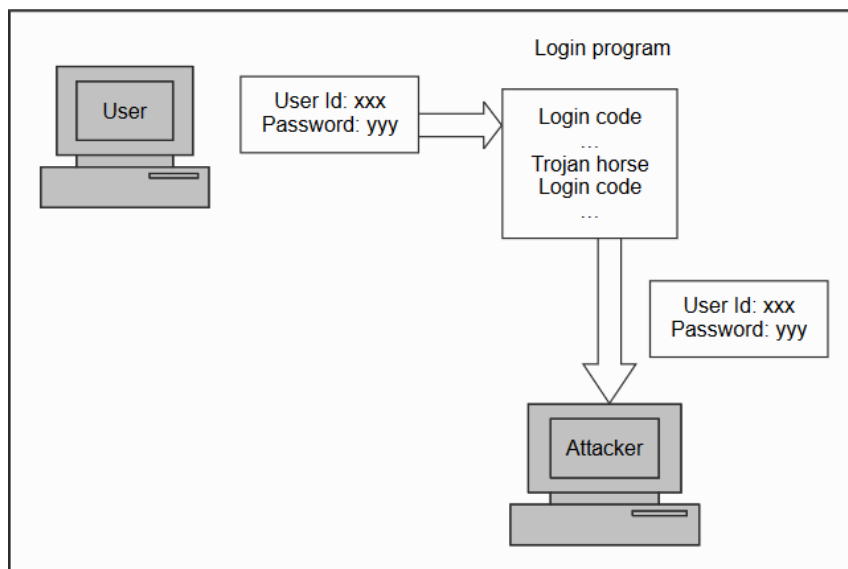 Login program
User
User Id: xxx
Password: yyy
Login code
...
Trojan horse
Login code
...
User Id: xxx
Password: yyy
Attacker